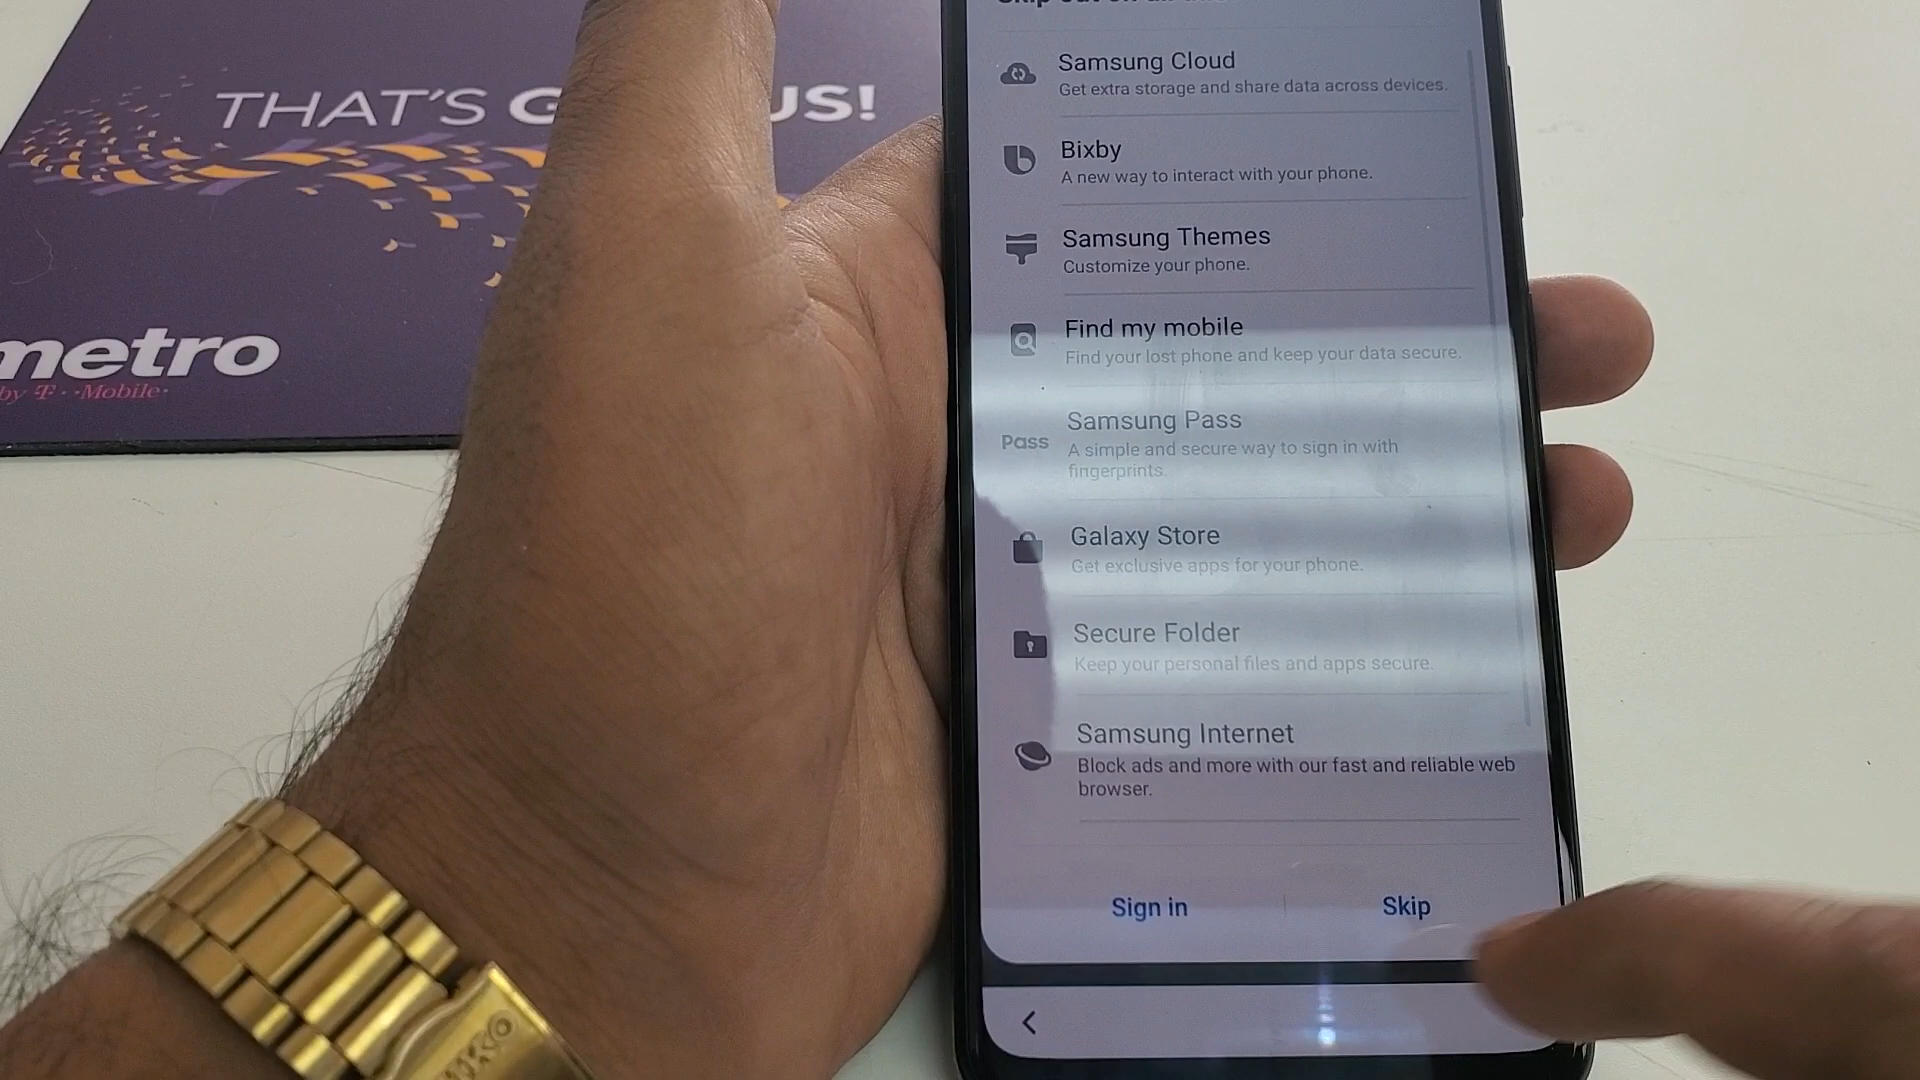 THAT'S
US!
metro
by T··Mobile·
Samsung Cloud
Get extra storage and share data across devices.
Bixby
A new way to interact with your phone.
Samsung Themes
Customize your phone.
Find my mobile
Find your lost phone and keep your data secure.
Pass
Samsung Pass
A simple and secure way to sign in with
fingerprints.
Galaxy Store
Get exclusive apps for your phone.
Secure Folder
Keep your personal files and apps secure.
Samsung Internet
Block ads and more with our fast and reliable web
browser.
Sign in
Skip